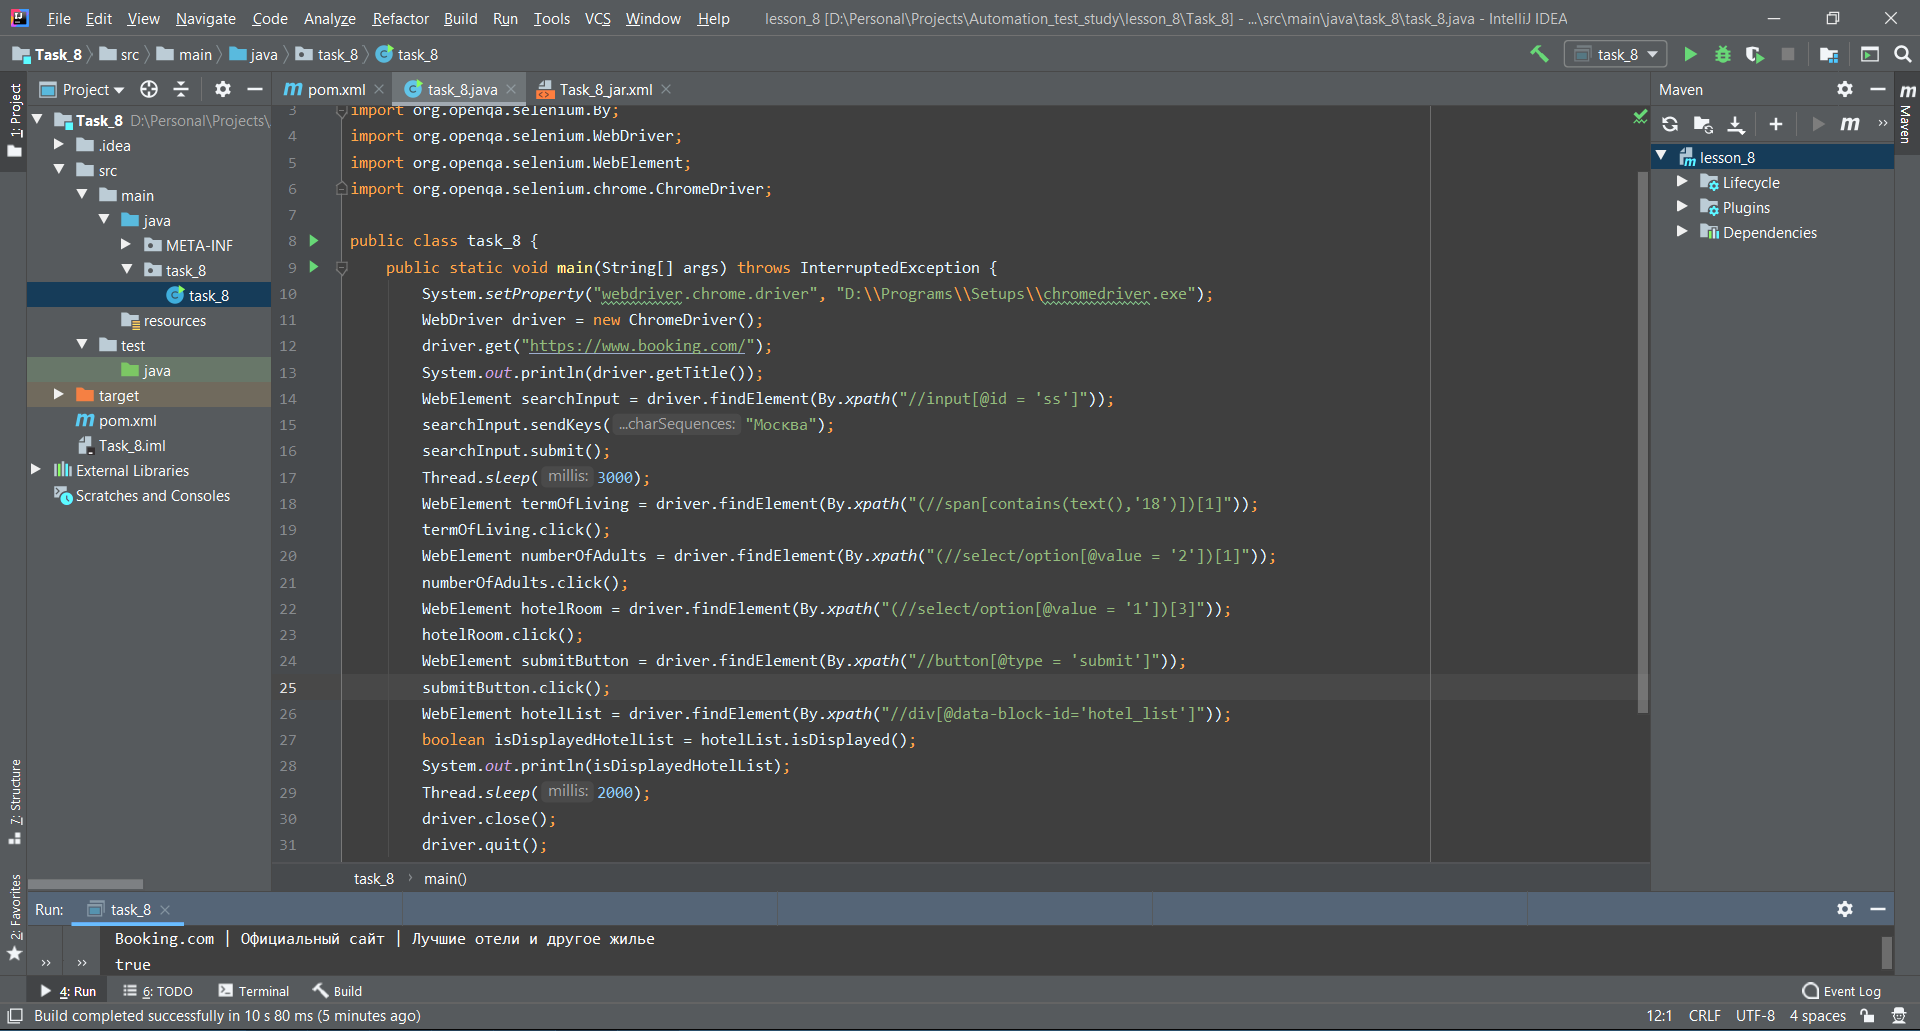 File Edit View Navigate Code Analyze Refactor Build Run Tools VCS Window Help lesson_8 [D:\Personal\Projects\Automation_test_study\lesson_8\Task_8] - ...\src\main\java\task_8\task_8.java - IntelliJ IDEA
Task_8 src main java task_8 task_8 task_8
1: Project
Project
Task_8 D:\Personal\Projects\
.idea
src
main
java
META-INF
task_8
task_8
resources
test
java
target
pom.xml
Task_8.iml
External Libraries
Scratches and Consoles
7: Structure
2: Favorites
pom.xml task_8.java Task_8_jar.xml
3 import org.openqa.selenium.By;
4 import org.openqa.selenium.WebDriver;
5 import org.openqa.selenium.WebElement;
6 import org.openqa.selenium.chrome.ChromeDriver;
7
8 public class task_8 {
9 public static void main(String[] args) throws InterruptedException {
10 System.setProperty("webdriver.chrome.driver", "D:\\Programs\\Setups\\chromedriver.exe");
11 WebDriver driver = new ChromeDriver();
12 driver.get("https://www.booking.com/");
13 System.out.println(driver.getTitle());
14 WebElement searchInput = driver.findElement(By.xpath("//input[@id = 'ss']"));
15 searchInput.sendKeys( ...charSequences: "Москва");
16 searchInput.submit();
17 Thread.sleep( millis: 3000);
18 WebElement termOfLiving = driver.findElement(By.xpath("(//span[contains(text(),'18')])[1]"));
19 termOfLiving.click();
20 WebElement numberOfAdults = driver.findElement(By.xpath("(//select/option[@value = '2'])[1]"));
21 numberOfAdults.click();
22 WebElement hotelRoom = driver.findElement(By.xpath("(//select/option[@value = '1'])[3]"));
23 hotelRoom.click();
24 WebElement submitButton = driver.findElement(By.xpath("//button[@type = 'submit']"));
25 submitButton.click();
26 WebElement hotelList = driver.findElement(By.xpath("//div[@data-block-id='hotel_list']"));
27 boolean isDisplayedHotelList = hotelList.isDisplayed();
28 System.out.println(isDisplayedHotelList);
29 Thread.sleep( millis: 2000);
30 driver.close();
31 driver.quit();
task_8 › main()
Maven
lesson_8
Lifecycle
Plugins
Dependencies
Maven
Run: task_8
Booking.com | Официальный сайт | Лучшие отели и другое жилье
true
4: Run 6: TODO Terminal Build Event Log
Build completed successfully in 10 s 80 ms (5 minutes ago) 12:1 CRLF UTF-8 4 spaces